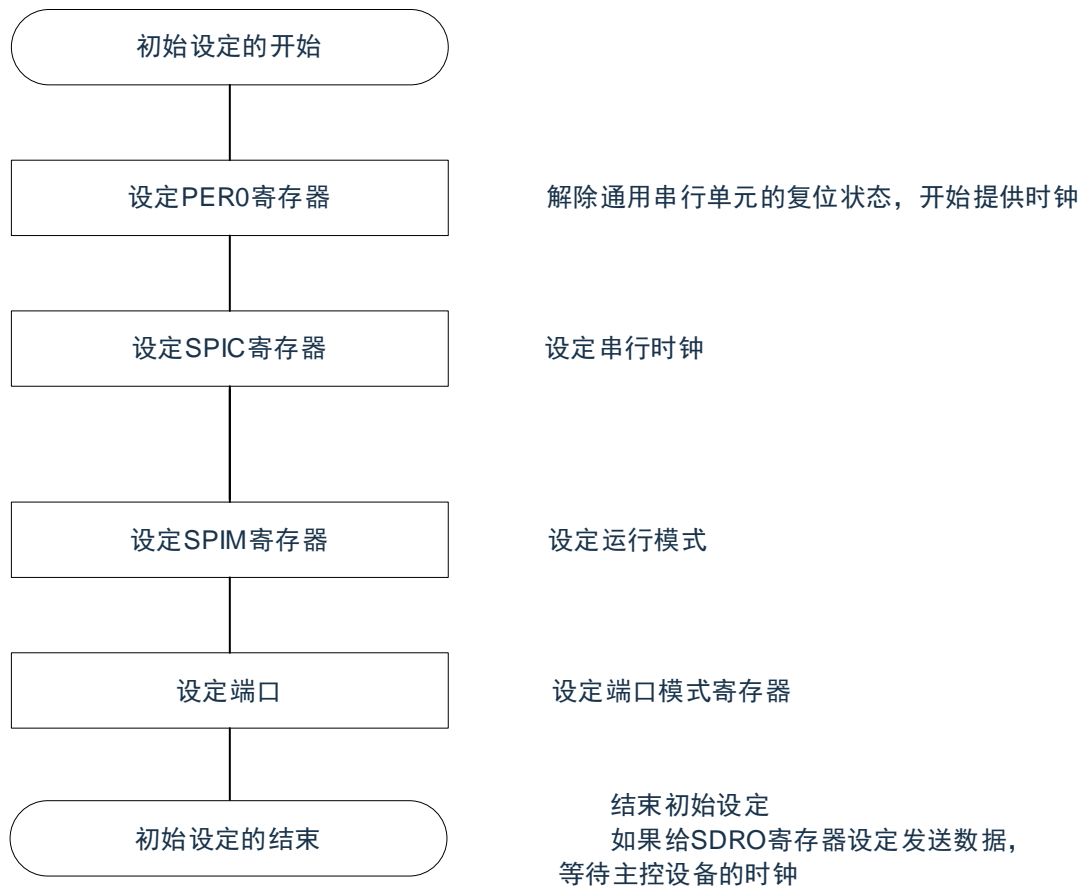 初始设定的开始
设定PER0寄存器
解除通用串行单元的复位状态，开始提供时钟
设定SPIC寄存器
设定串行时钟
设定SPIM寄存器
设定运行模式
设定端口
设定端口模式寄存器
初始设定的结束
结束初始设定
如果给SDRO寄存器设定发送数据，
等待主控设备的时钟